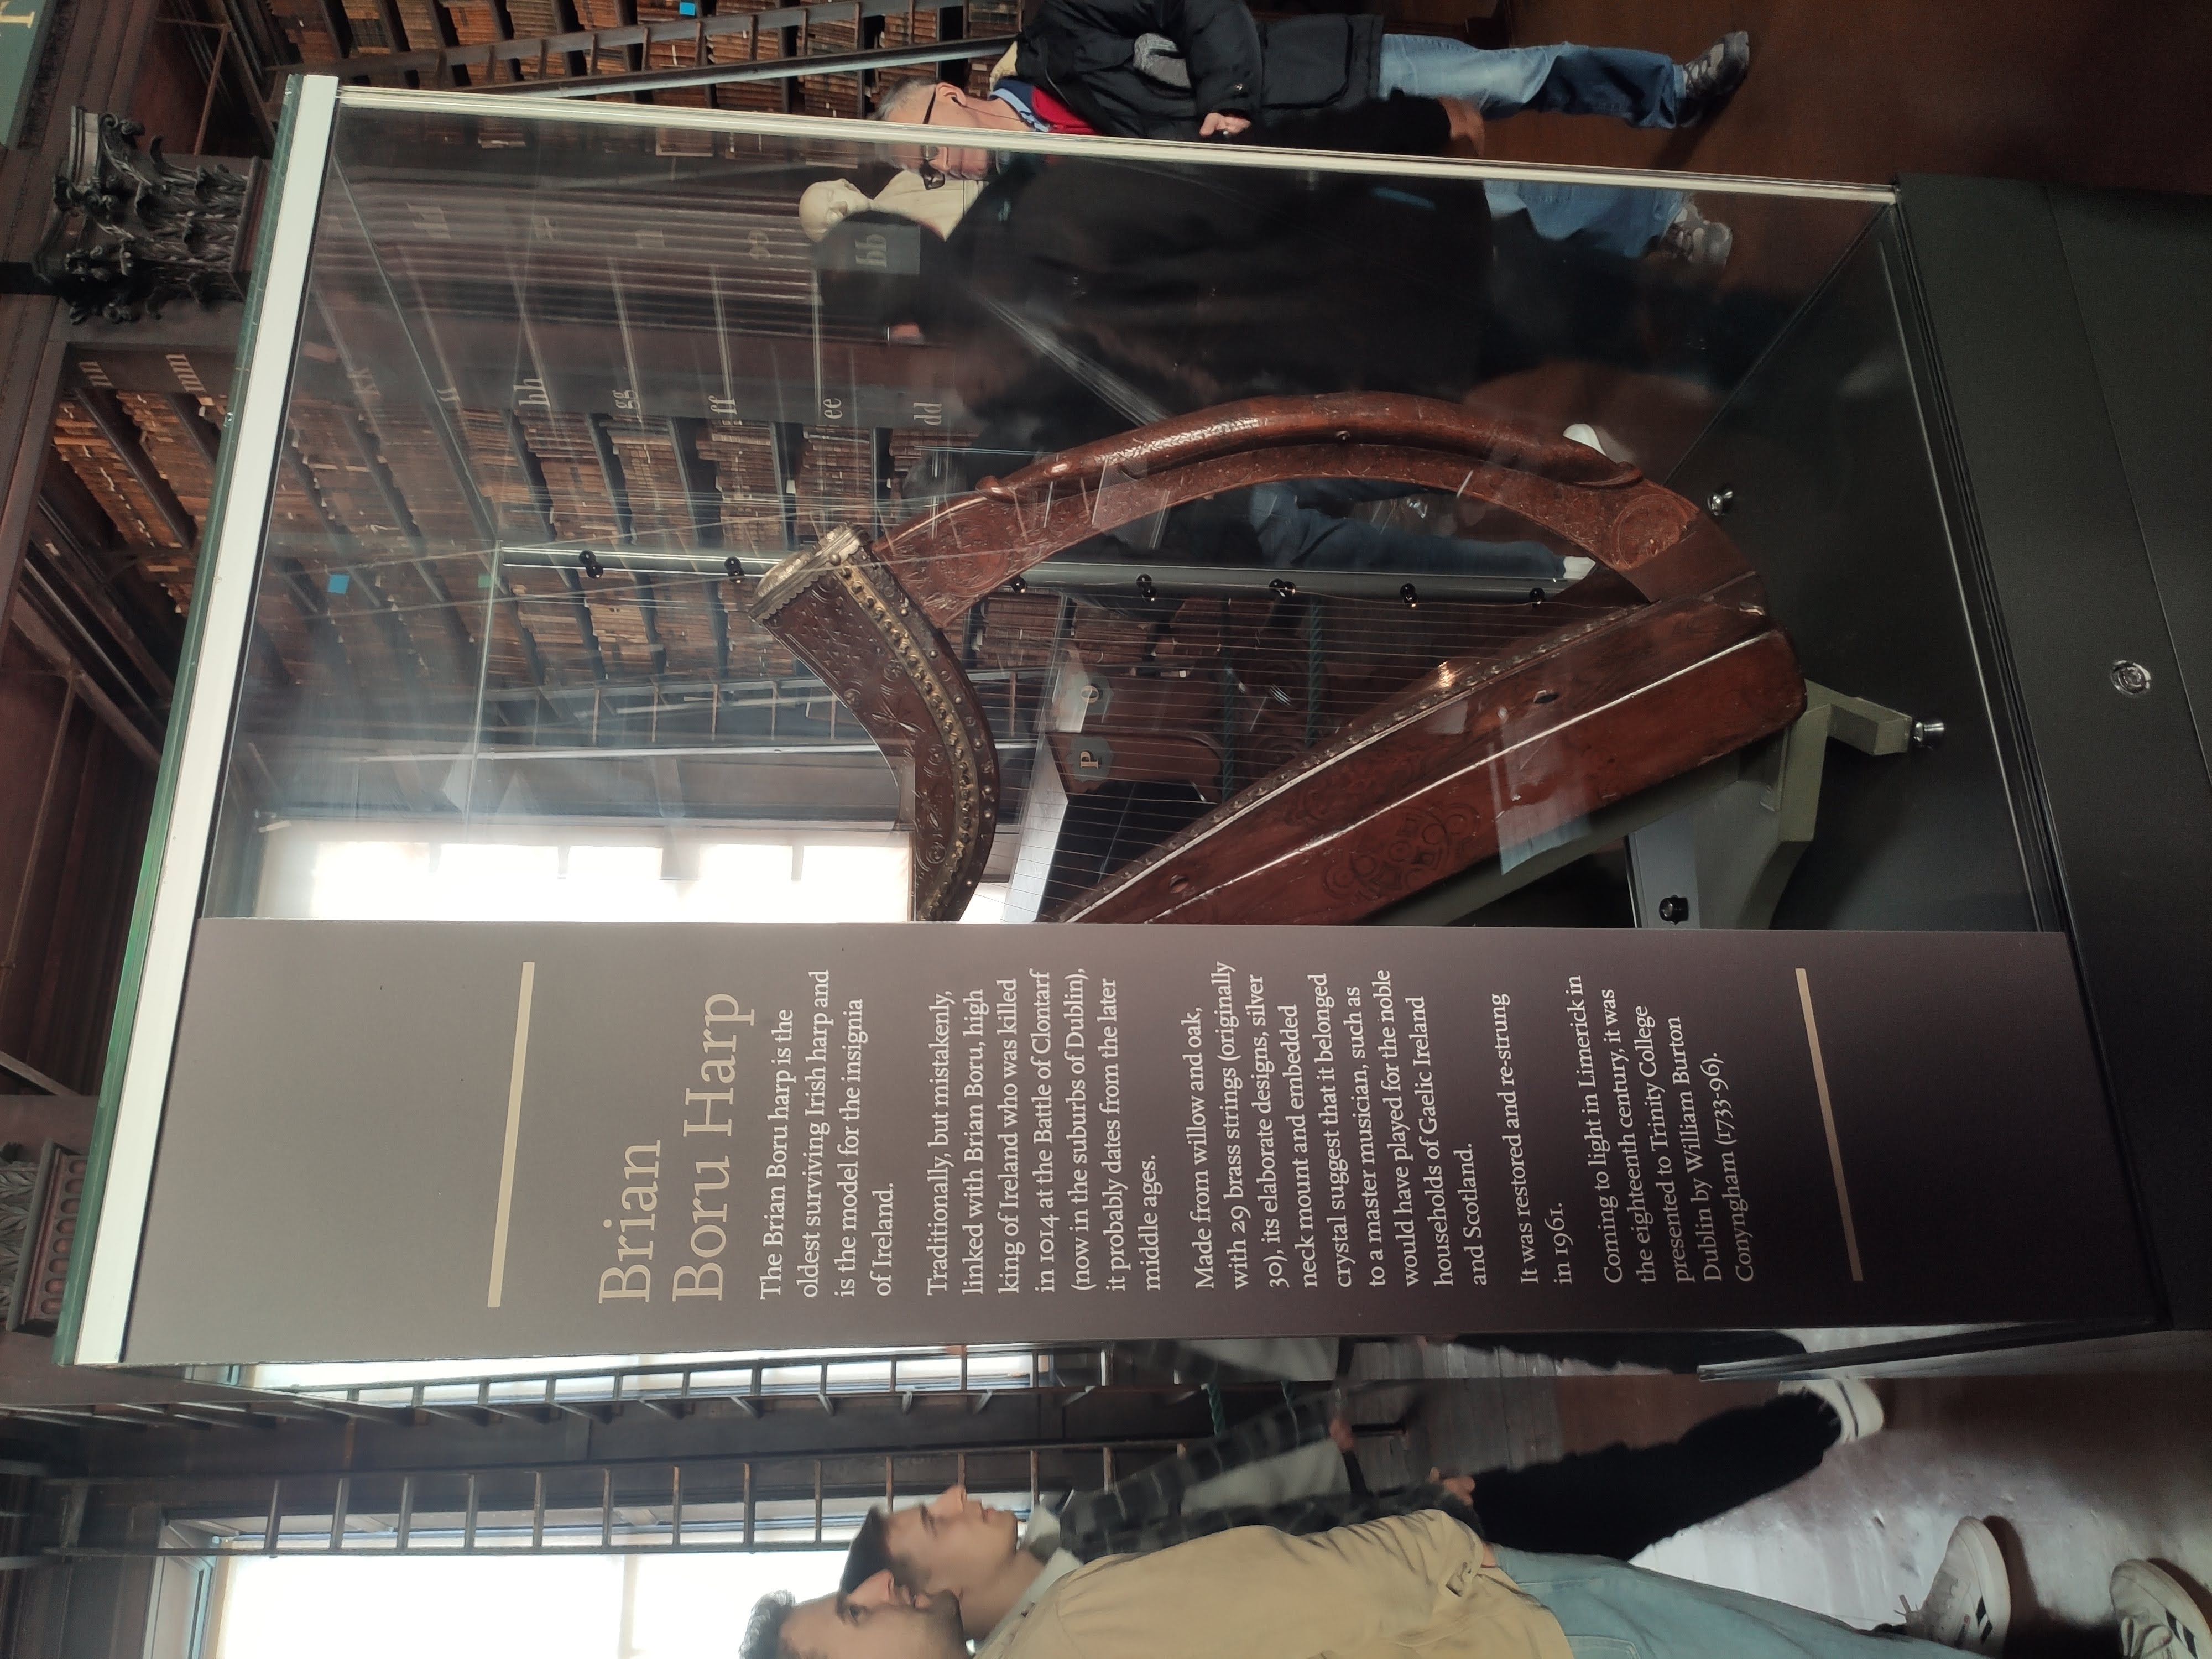 T
nn
mm
kk
ii
hh
gg
ff
ee
dd
bb
P O
Brian
Boru Harp
The Brian Boru harp is the
oldest surviving Irish harp and
is the model for the insignia
of Ireland.
Traditionally, but mistakenly,
linked with Brian Boru, high
king of Ireland who was killed
in 1014 at the Battle of Clontarf
(now in the suburbs of Dublin),
it probably dates from the later
middle ages.
Made from willow and oak,
with 29 brass strings (originally
30), its elaborate designs, silver
neck mount and embedded
crystal suggest that it belonged
to a master musician, such as
would have played for the noble
households of Gaelic Ireland
and Scotland.
It was restored and re-strung
in 1961.
Coming to light in Limerick in
the eighteenth century, it was
presented to Trinity College
Dublin by William Burton
Conyngham (1733-96).